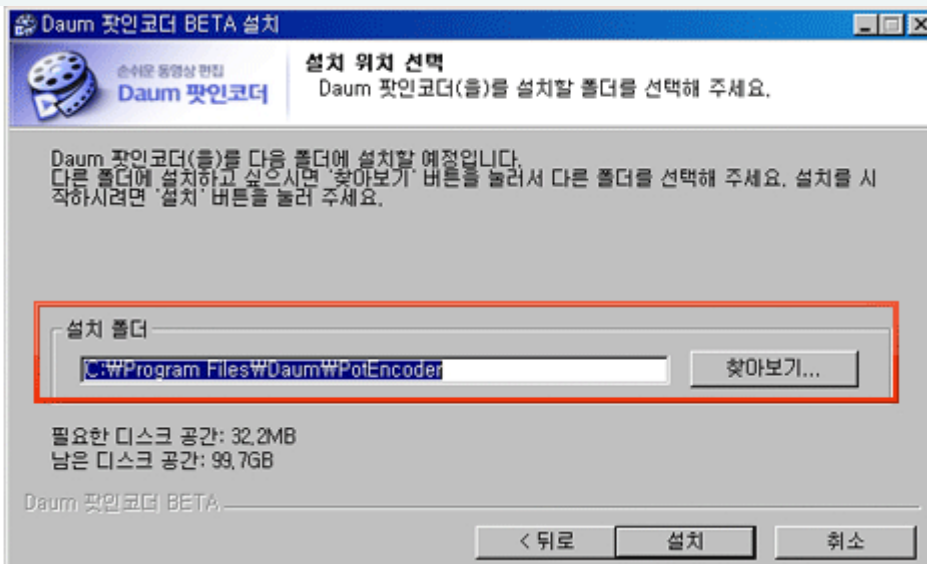 Daum 팟인코더 BETA 설치
손쉬운 동영상 편집
Daum 팟인코더
설치 위치 선택
Daum 팟인코더(을)를 설치할 폴더를 선택해 주세요.
Daum 팟인코더(을)를 다음 폴더에 설치할 예정입니다.
다른 폴더에 설치하고 싶으시면 '찾아보기' 버튼을 눌러서 다른 폴더를 선택해 주세요. 설치를 시
작하시려면 '설치' 버튼을 눌러 주세요.
설치 폴더
C:₩Program Files₩Daum₩PotEncoder
찾아보기...
필요한 디스크 공간: 32.2MB
남은 디스크 공간: 99.7GB
Daum 팟인코더 BETA
< 뒤로
설치
취소